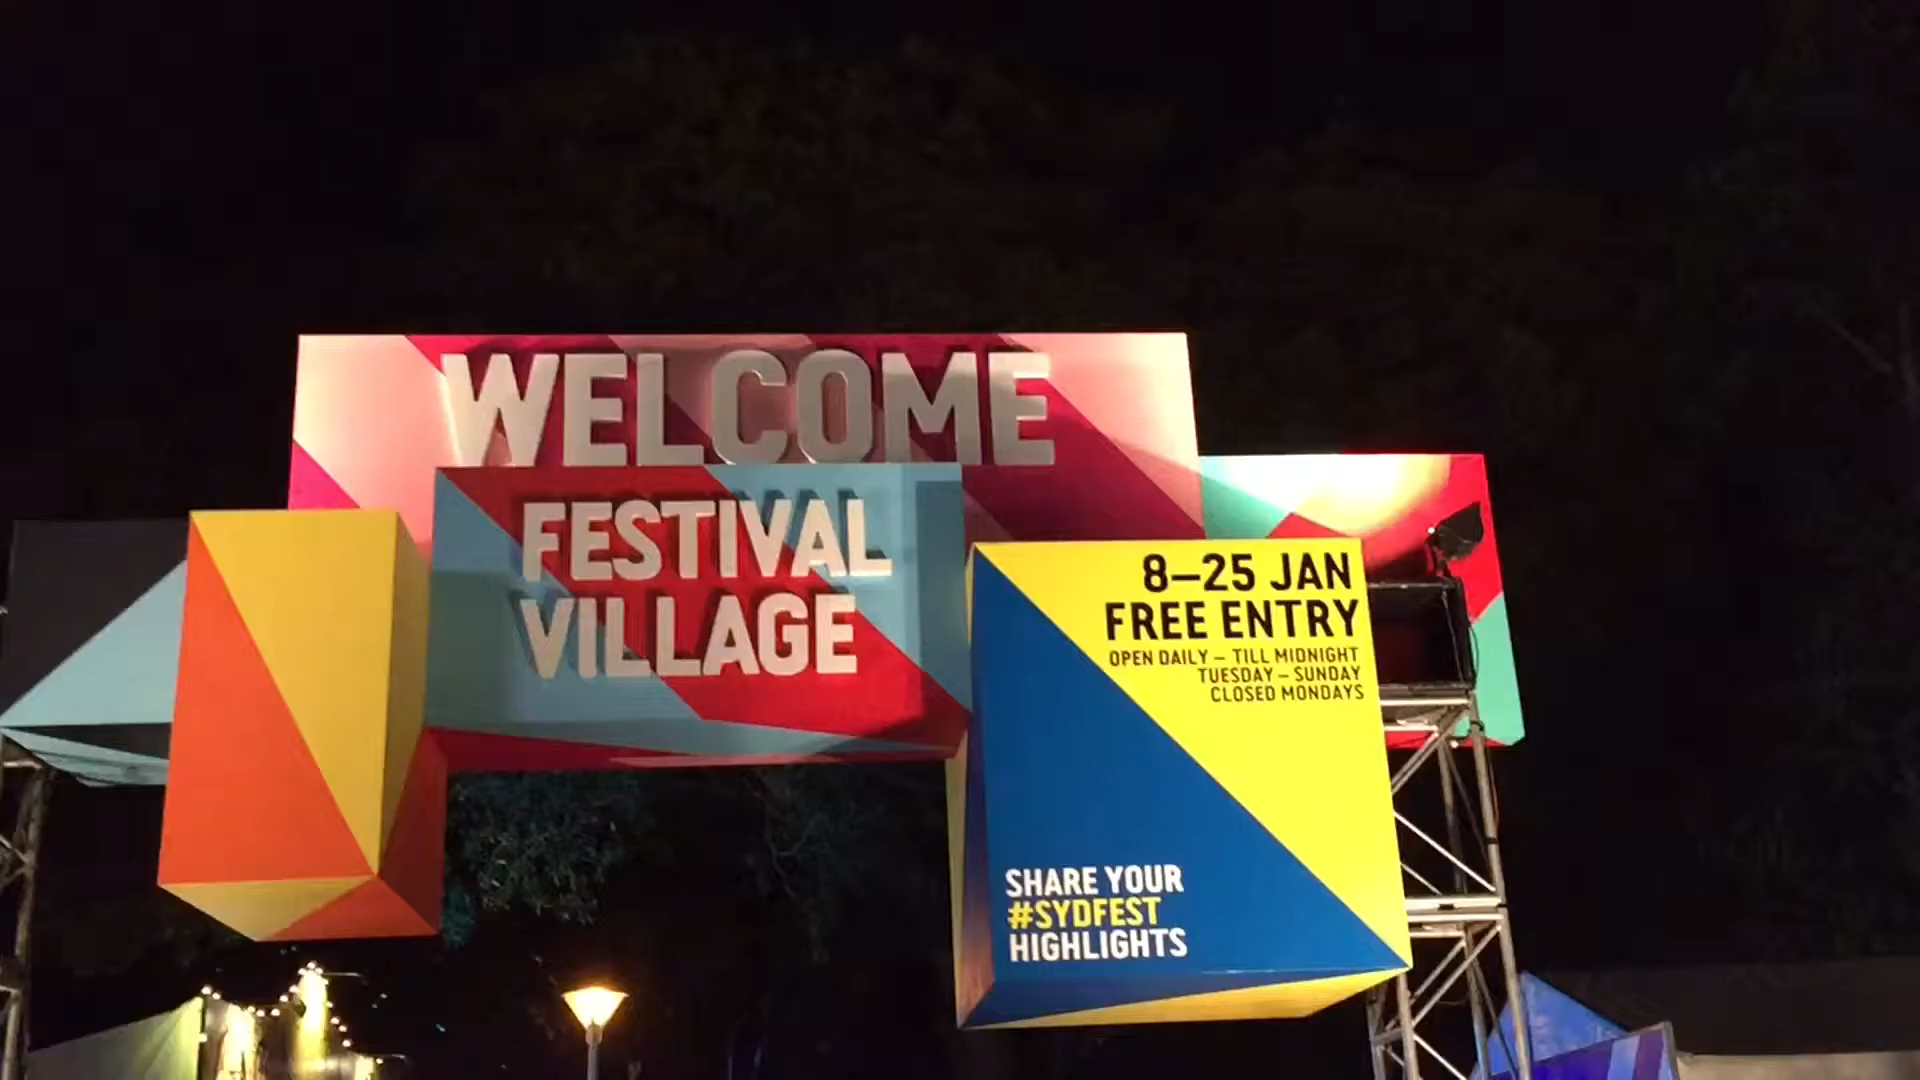 WELCOME
FESTIVAL
VILLAGE
8–25 JAN
FREE ENTRY
OPEN DAILY – TILL MIDNIGHT
TUESDAY – SUNDAY
CLOSED MONDAYS
SHARE YOUR
#SYDFEST
HIGHLIGHTS